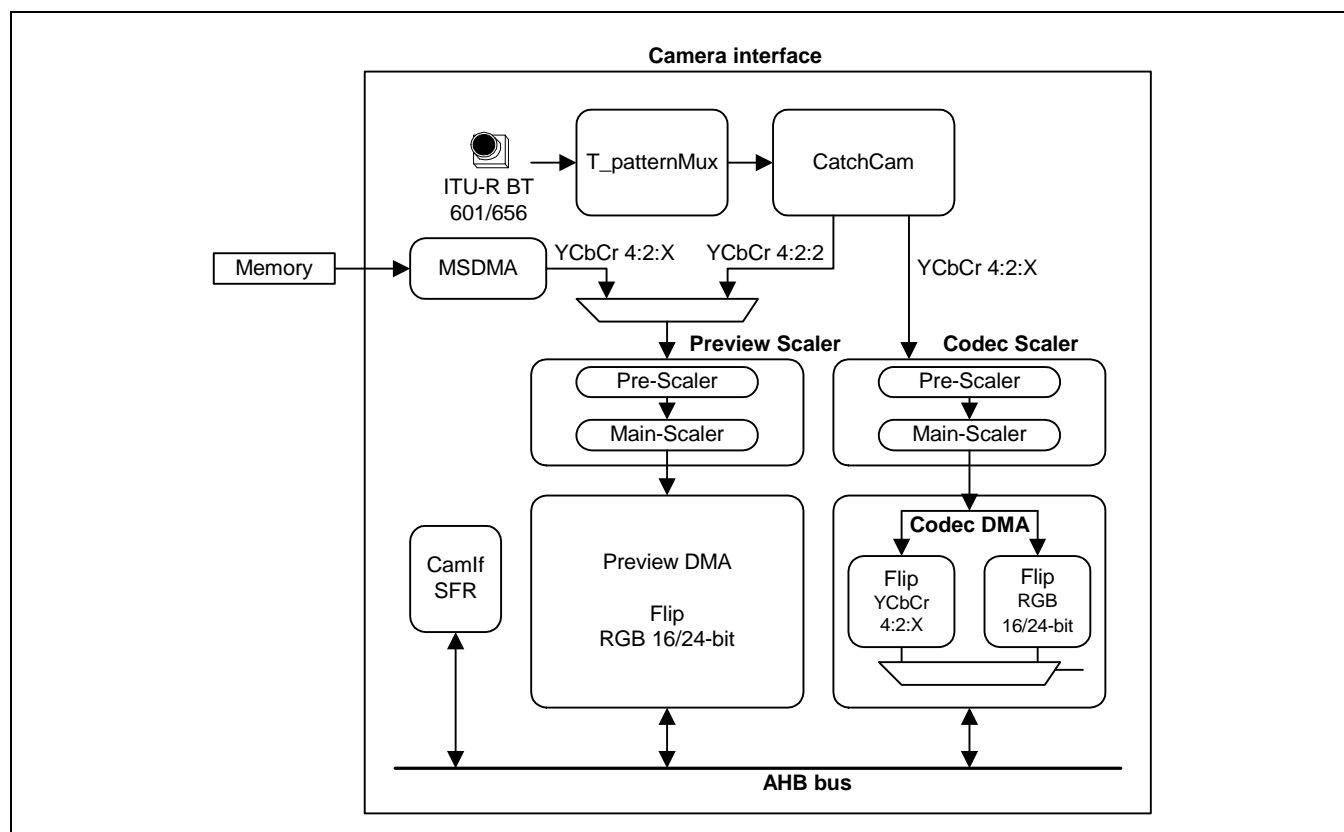 Camera interface
T_patternMux
CatchCam
ITU-R BT
601/656
Memory
MSDMA
YCbCr 4:2:X
YCbCr 4:2:2
YCbCr 4:2:X
Preview Scaler
Codec Scaler
Pre-Scaler
Main-Scaler
Pre-Scaler
Main-Scaler
CamIf
SFR
Preview DMA
Flip
RGB 16/24-bit
Codec DMA
Flip
YCbCr
4:2:X
Flip
RGB
16/24-bit
AHB bus